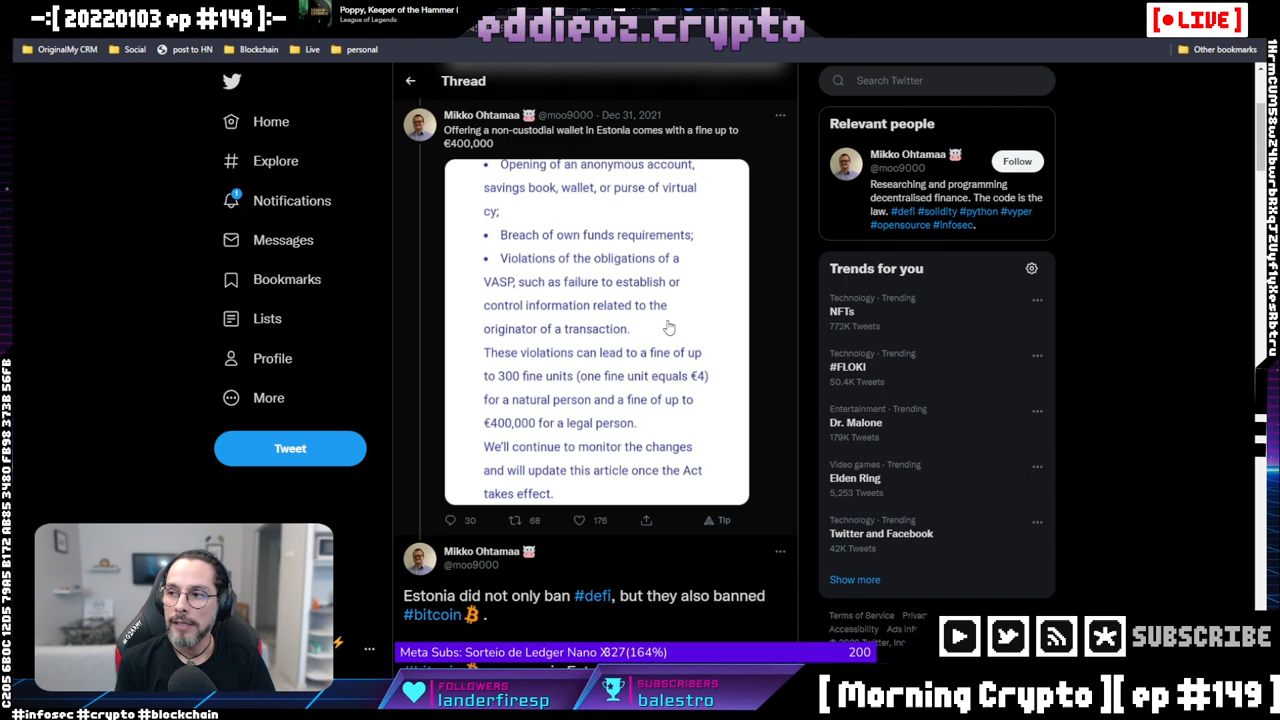 -:[ 20220103 ep #149 ]:-
Poppy, Keeper of the Hammer (
League of Legends
eddieoz.crypto
[● LIVE ]
OriginalMy CRM
Social
post to HN
Blockchain
Live
personal
Other bookmarks
Home
Explore
1
Notifications
Messages
Bookmarks
Lists
Profile
More
Tweet
Thread
Mikko Ohtamaa
@moo9000 · Dec 31, 2021
Offering a non-custodial wallet in Estonia comes with a fine up to
€400,000
• Opening of an anonymous account,
savings book, wallet, or purse of virtual
cy;
• Breach of own funds requirements;
• Violations of the obligations of a
VASP, such as failure to establish or
control information related to the
originator of a transaction.
These violations can lead to a fine of up
to 300 fine units (one fine unit equals €4)
for a natural person and a fine of up to
€400,000 for a legal person.
We'll continue to monitor the changes
and will update this article once the Act
takes effect.
30
68
176
Tip
Mikko Ohtamaa
@moo9000
Estonia did not only ban #defi, but they also banned
#bitcoin .
Search Twitter
Relevant people
Mikko Ohtamaa
@moo9000
Follow
Researching and programming
decentralised finance. The code is the
law. #defi #solidity #python #vyper
#opensource #infosec.
Trends for you
Technology · Trending
NFTs
772K Tweets
Technology · Trending
#FLOKI
50.4K Tweets
Entertainment · Trending
Dr. Malone
179K Tweets
Video games · Trending
Elden Ring
5,253 Tweets
Technology · Trending
Twitter and Facebook
42K Tweets
Show more
Terms of Service
Accessibility
SUBSCRIBE
Meta Subs: Sorteio de Ledger Nano X
327(164%)
200
FOLLOWERS
landerfiresp
SUBSCRIBERS
balestro
[ Morning Crypto ][ ep #149 ]
#infosec #crypto #blockchain